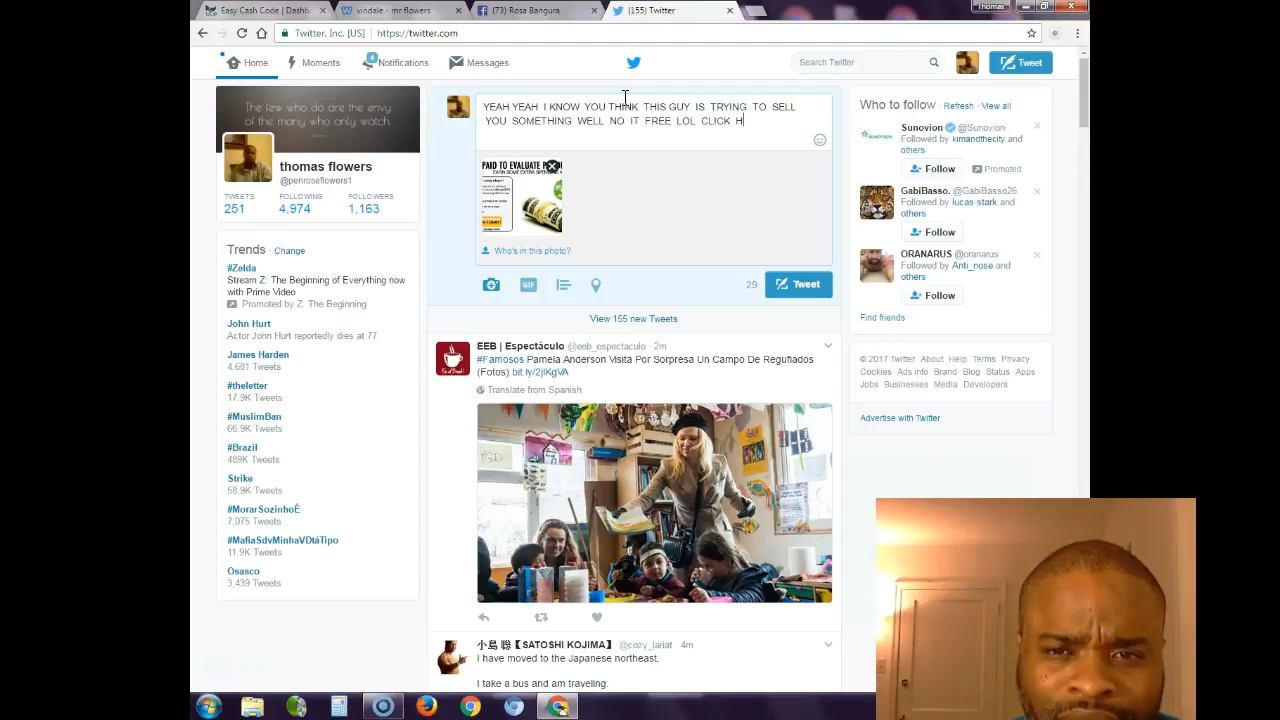 Easy Cash Code | Dashb
vindale - mr flowers
(73) Rosa Bangura
(155) Twitter
Thomas
Twitter, Inc. [US]
https://twitter.com
Home
Moments
4
Notifications
Messages
Search Twitter
Tweet
The few who do are the envy
of the many who only watch.
thomas flowers
@penroseflowers1
TWEETS
FOLLOWING
FOLLOWERS
251
4,974
1,163
Trends · Change
#Zelda
Stream Z: The Beginning of Everything now
with Prime Video
Promoted by Z: The Beginning
John Hurt
Actor John Hurt reportedly dies at 77
James Harden
4,681 Tweets
#theletter
17.9K Tweets
#MuslimBan
66.9K Tweets
#Brazil
489K Tweets
Strike
58.9K Tweets
#MorarSozinhoÉ
7,075 Tweets
#MafiaSdvMinhaVDtáTipo
11.9K Tweets
Osasco
3,439 Tweets
YEAH YEAH I KNOW YOU THINK THIS GUY IS TRYING TO SELL
YOU SOMETHING WELL NO IT FREE LOL CLICK H
PAID TO EVALUATE
Who's in this photo?
GIF
29
Tweet
View 155 new Tweets
EEB | Espectáculo @eeb_espectaculo · 2m
#Famosos Pamela Anderson Visita Por Sorpresa Un Campo De Refugiados
(Fotos) bit.ly/2jIKgVA
Translate from Spanish
小島 聡【 SATOSHI KOJIMA】 @cozy_lariat · 4m
I have moved to the Japanese northeast.
I take a bus and am traveling.
Who to follow · Refresh · View all
Sunovion @Sunovion
Followed by kimandthecity and
others
Follow
Promoted
GabiBasso. @GabiBasso26
Followed by lucas stark and
others
Follow
ORANARUS @oranarus
Followed by Anti_nose and
others
Follow
Find friends
© 2017 Twitter About Help Terms Privacy
Cookies Ads info Brand Blog Status Apps
Jobs Businesses Media Developers
Advertise with Twitter